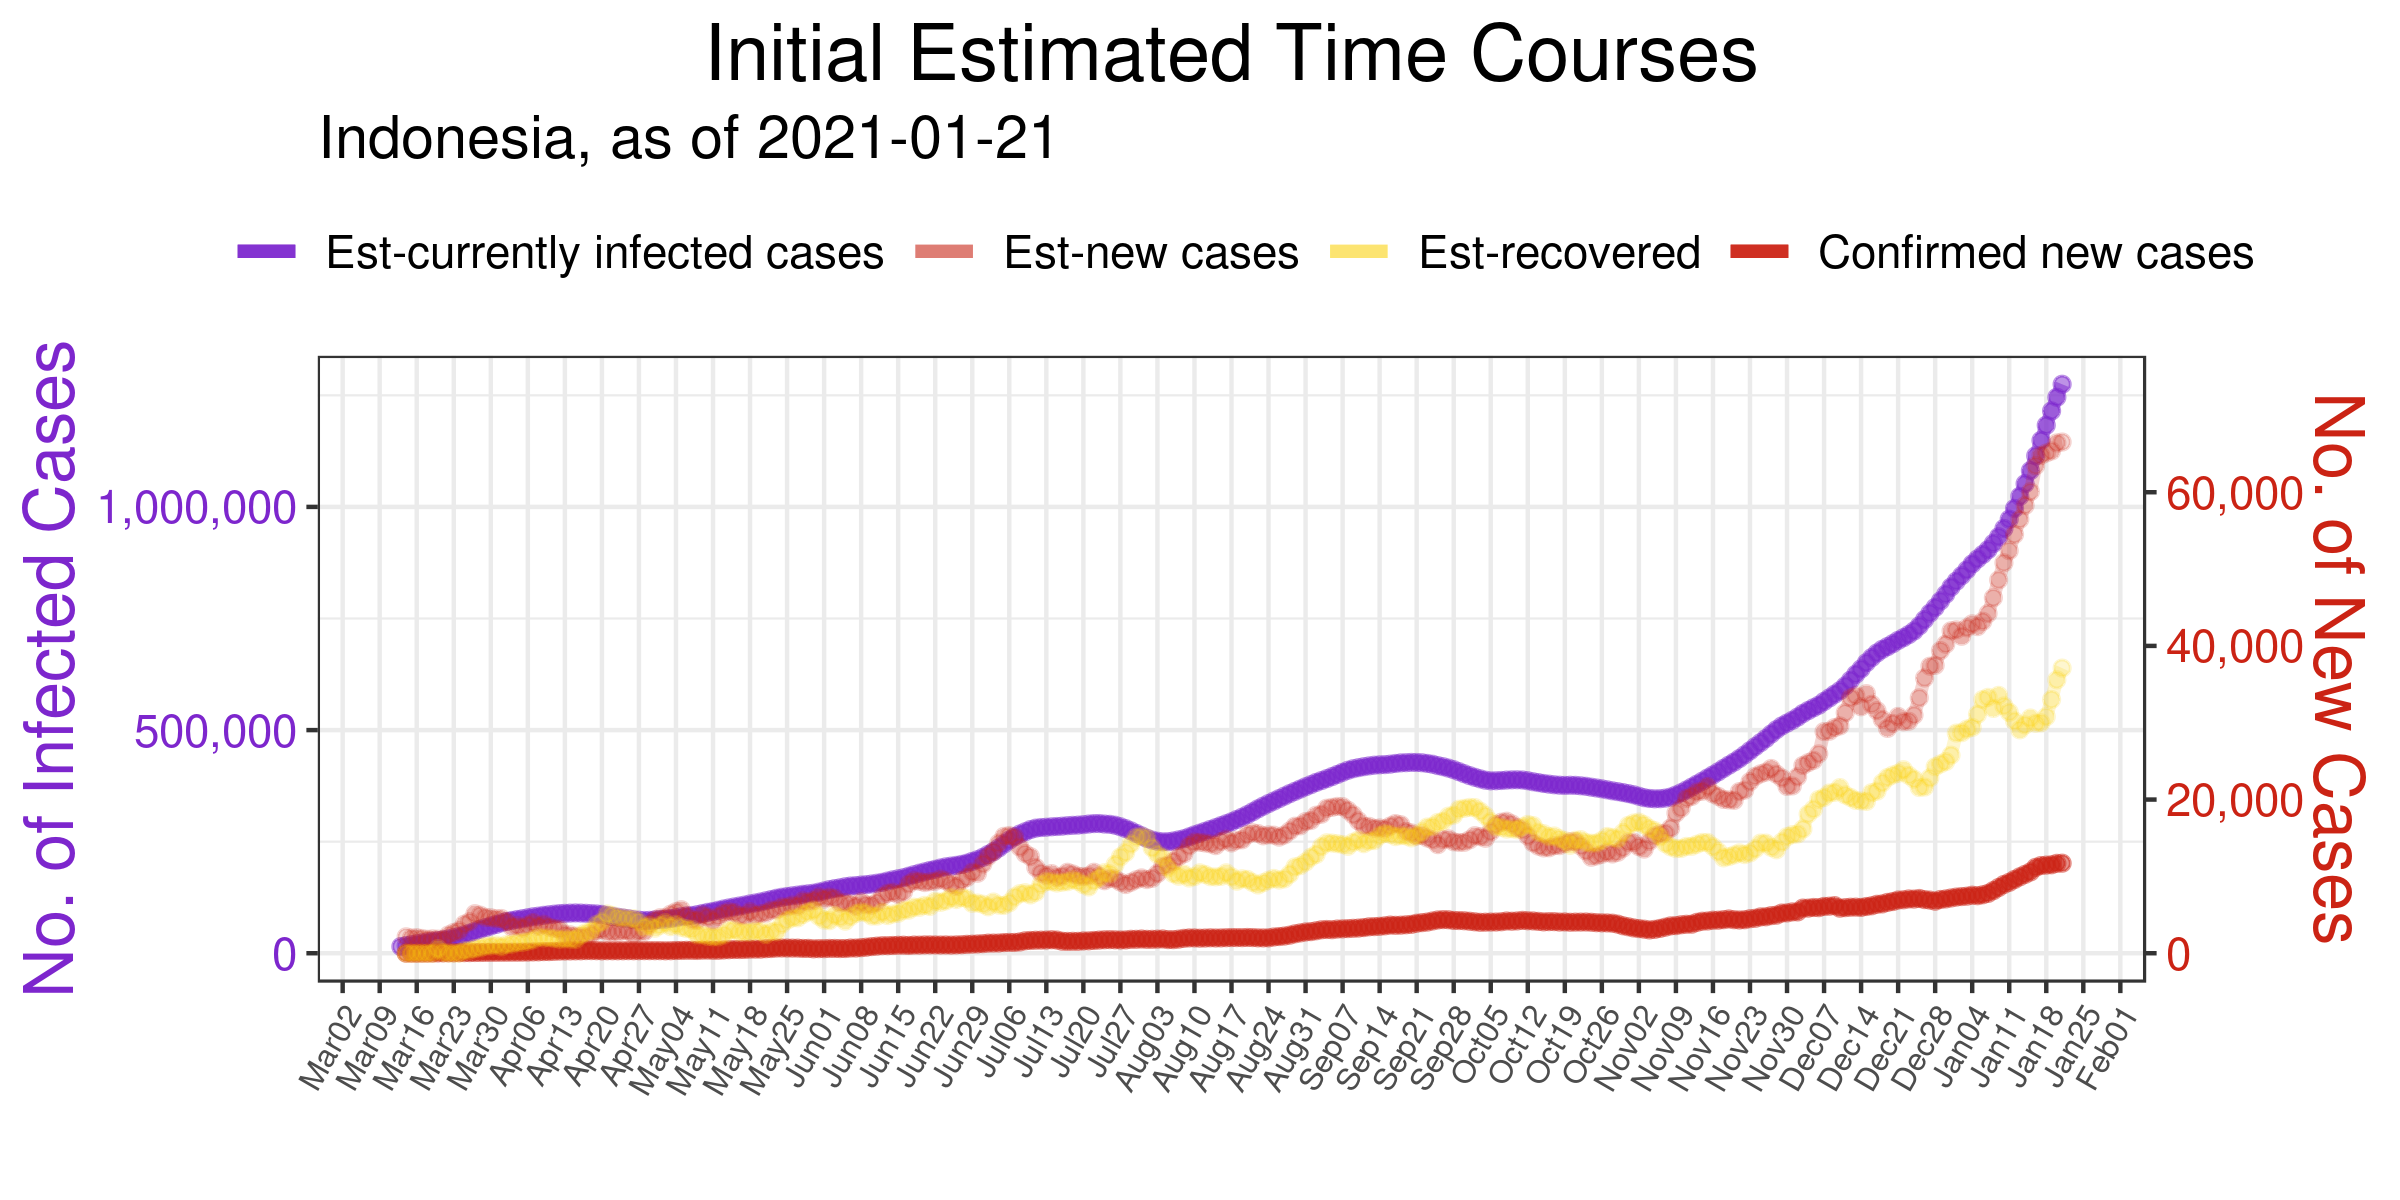 Initial Estimated Time Courses
Indonesia, as of 2021-01-21
Est-currently infected cases Est-new cases Est-recovered Confirmed new cases
No. of Infected Cases
1,000,000
500,000
0
60,000
40,000
20,000
0
No. of New Cases
Mar02 Mar09 Mar16 Mar23 Mar30 Apr06 Apr13 Apr20 Apr27 May04 May11 May18 May25 Jun01 Jun08 Jun15 Jun22 Jun29 Jul06 Jul13 Jul20 Jul27 Aug03 Aug10 Aug17 Aug24 Aug31 Sep07 Sep14 Sep21 Sep28 Oct05 Oct12 Oct19 Oct26 Nov02 Nov09 Nov16 Nov23 Nov30 Dec07 Dec14 Dec21 Dec28 Jan04 Jan11 Jan18 Jan25 Feb01